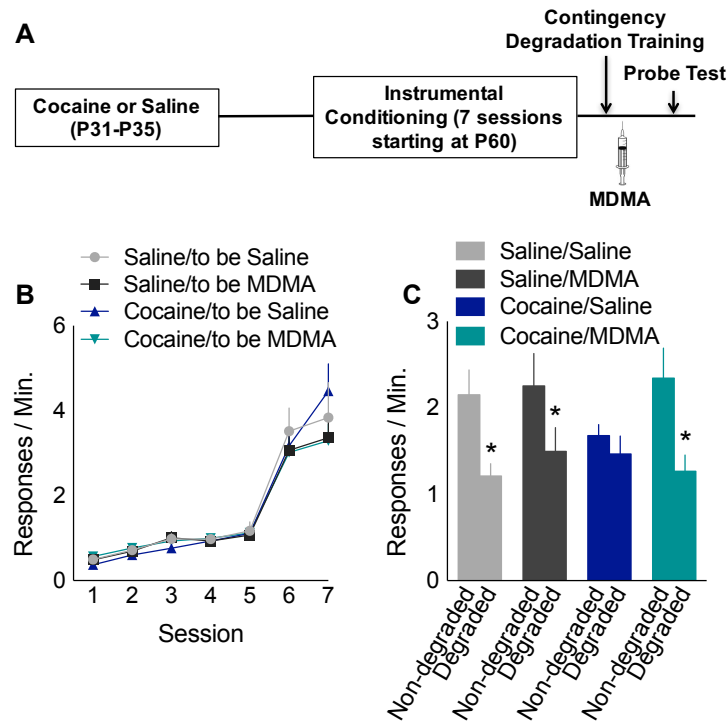 A
Contingency
Degradation Training
Probe Test
Cocaine or Saline
(P31-P35)
Instrumental
Conditioning (7 sessions
starting at P60)
MDMA
B
Saline/to be Saline
Saline/to be MDMA
Cocaine/to be Saline
Cocaine/to be MDMA
Responses / Min.
6
4
2
0
1 2 3 4 5 6 7
Session
C
Saline/Saline
Saline/MDMA
Cocaine/Saline
Cocaine/MDMA
Responses / Min.
3
2
1
0
* * *
Non-degraded
Degraded
Non-degraded
Degraded
Non-degraded
Degraded
Non-degraded
Degraded